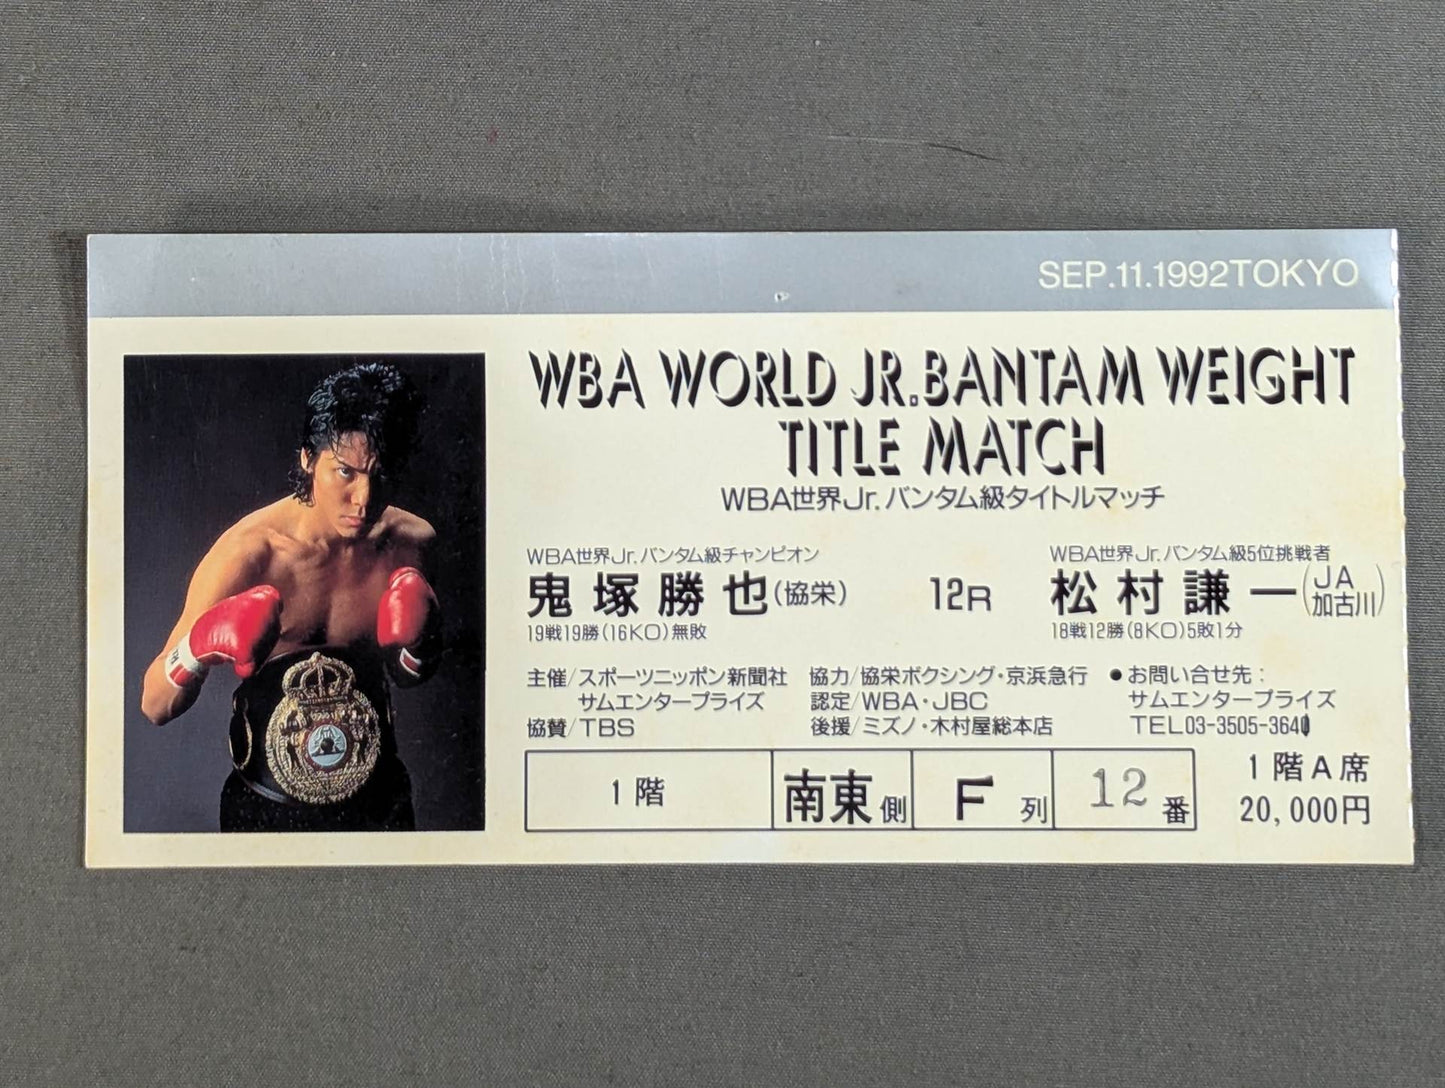 SEP.11.1992TOKYO
WBA WORLD JR.BANTAM WEIGHT
TITLE MATCH
WBA世界Jr.バンタム級タイトルマッチ
WBA世界Jr.バンタム級チャンピオン
鬼塚勝也(協栄)
19戦19勝(16KO)無敗
12R
WBA世界Jr.バンタム級5位挑戦者
松村謙一(JA加古川)
18戦12勝(8KO)5敗1分
主催/スポーツニッポン新聞社
サムエンタープライズ
協賛/TBS
協力/協栄ボクシング・京浜急行
認定/WBA・JBC
後援/ミズノ・木村屋総本店
●お問い合せ先:
サムエンタープライズ
TEL03-3505-364
1階 南東側 F列 12番
1階A席
20,000円